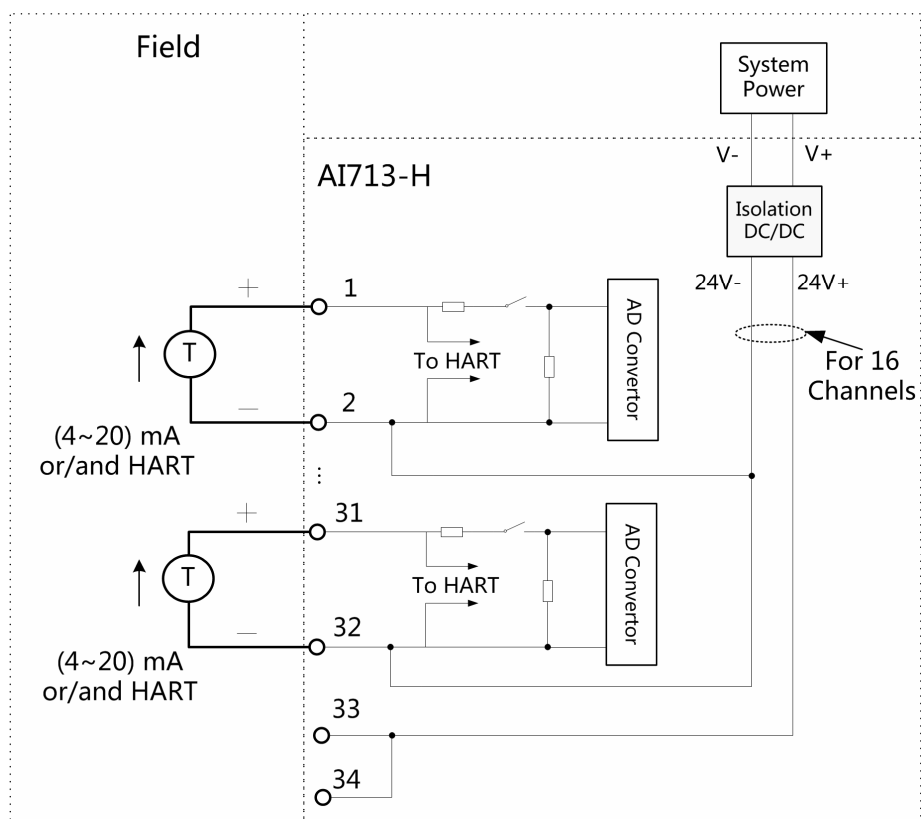 Field
System
Power
V-
V+
AI713-H
Isolation
DC/DC
24V-
24V+
+
1
AD Convertor
T
To HART
For 16
Channels
—
2
(4~20) mA
or/and HART
⋮
+
31
AD Convertor
T
To HART
—
32
(4~20) mA
or/and HART
33
34